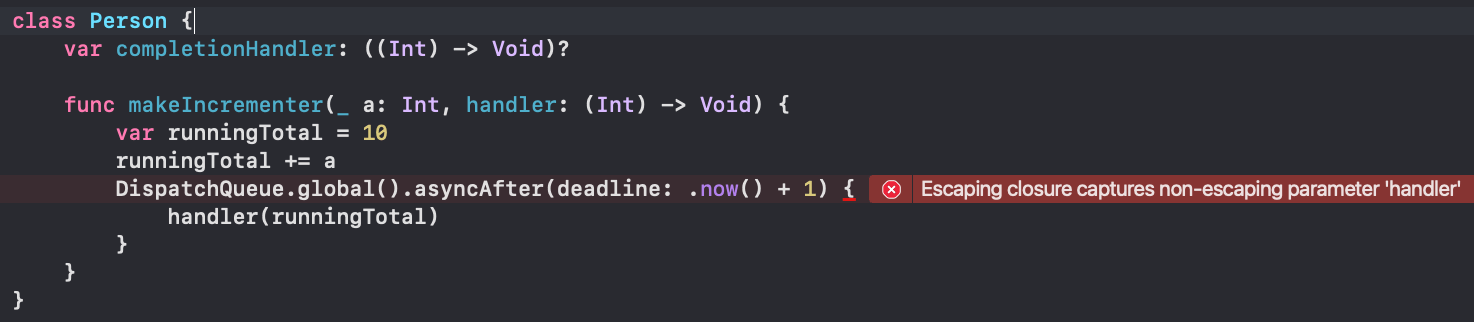 class Person {
    var completionHandler: ((Int) -> Void)?

    func makeIncrementer(_ a: Int, handler: (Int) -> Void) {
        var runningTotal = 10
        runningTotal += a
        DispatchQueue.global().asyncAfter(deadline: .now() + 1) { Escaping closure captures non-escaping parameter 'handler'
            handler(runningTotal)
        }
    }
}